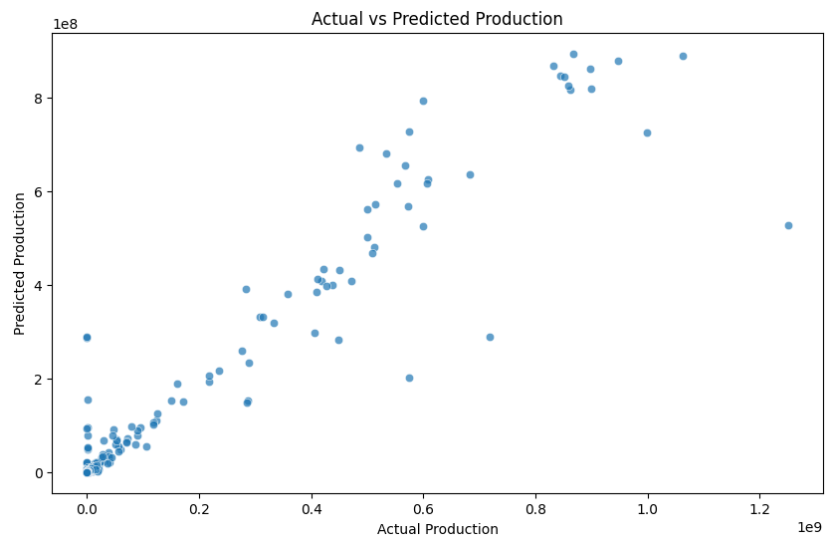 Actual vs Predicted Production
1e8
8
6
4
2
0
Predicted Production
0.0 0.2 0.4 0.6 0.8 1.0 1.2
1e9
Actual Production